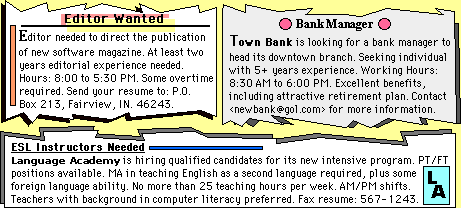 Editor Wanted
Editor needed to direct the publication
of new software magazine. At least two
years editorial experience needed.
Hours: 8:00 to 5:30 PM. Some overtime
required. Send your resume to: P.O.
Box 213, Fairview, IN. 46243.
Bank Manager
Town Bank is looking for a bank manager to
head its downtown branch. Seeking individual
with 5+ years experience. Working Hours:
8:30 AM to 6:00 PM. Excellent benefits,
including attractive retirement plan. Contact
<newbank@gol.com> for more information.
ESL Instructors Needed
Language Academy is hiring qualified candidates for its new intensive program. PT/FT
positions available. MA in teaching English as a second language required, plus some
foreign language ability. No more than 25 teaching hours per week. AM/PM shifts.
Teachers with background in computer literacy preferred. Fax resume: 567-1243.
LA